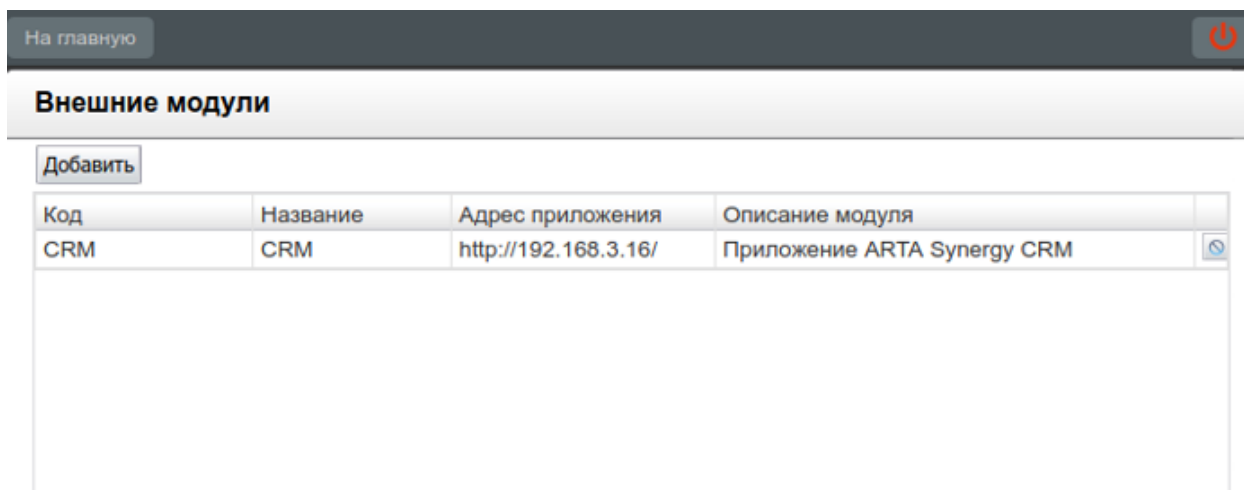 На главную
Внешние модули
Добавить
Код Название Адрес приложения Описание модуля
CRM CRM http://192.168.3.16/ Приложение ARTA Synergy CRM